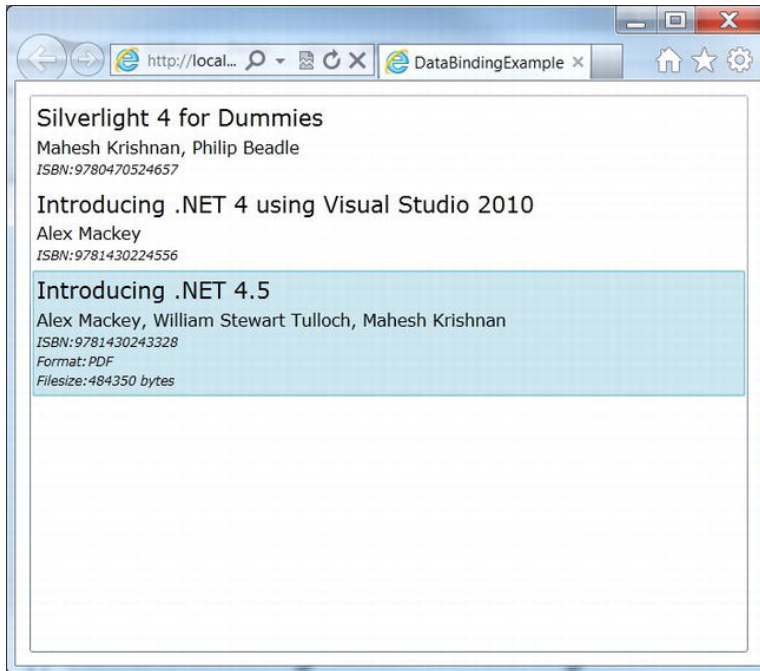 http://local...
DataBindingExample
Silverlight 4 for Dummies
Mahesh Krishnan, Philip Beadle
ISBN:9780470524657
Introducing .NET 4 using Visual Studio 2010
Alex Mackey
ISBN:9781430224556
Introducing .NET 4.5
Alex Mackey, William Stewart Tulloch, Mahesh Krishnan
ISBN:9781430243328
Format:PDF
Filesize:484350 bytes